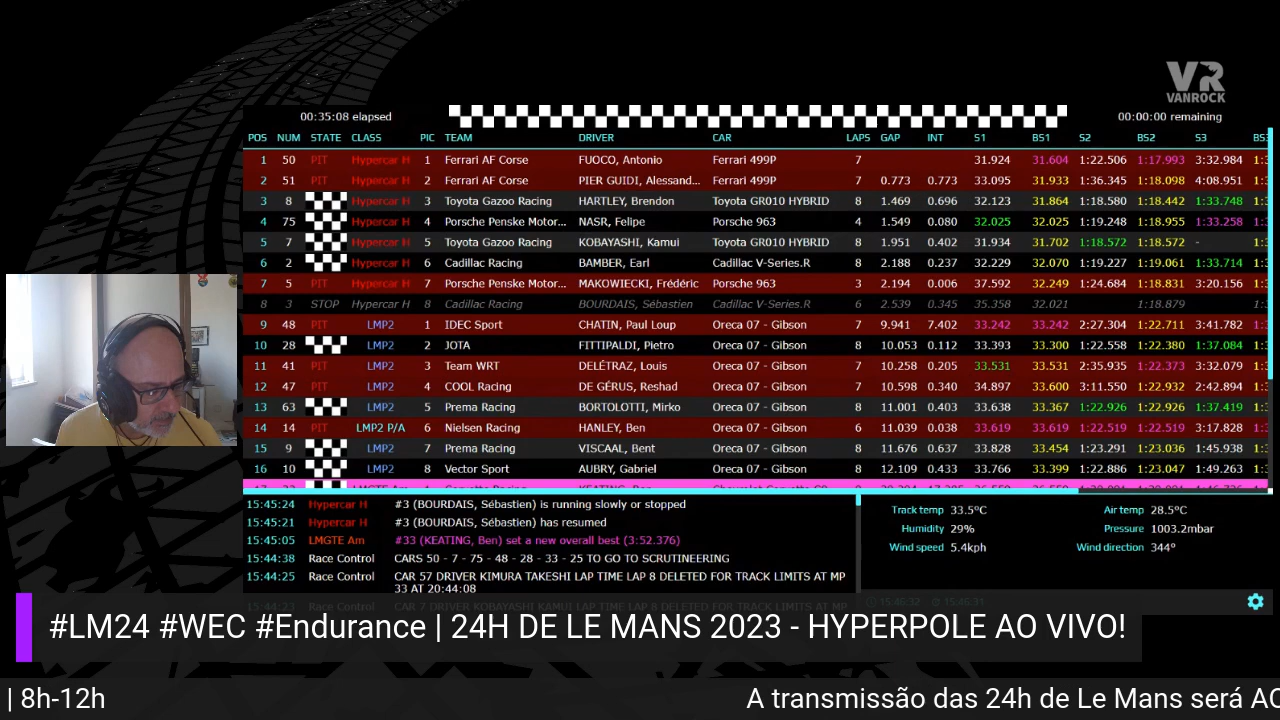 VR
VANROCK
00:35:08 elapsed 00:00:00 remaining
POS NUM STATE CLASS PIC TEAM DRIVER CAR LAPS GAP INT S1 BS1 S2 BS2 S3
1 50 PIT Hypercar H 1 Ferrari AF Corse FUOCO, Antonio Ferrari 499P 7 31.924 31.604 1:22.506 1:17.993 3:32.984
2 51 PIT Hypercar H 2 Ferrari AF Corse PIER GUIDI, Alessand... Ferrari 499P 7 0.773 0.773 33.095 31.933 1:36.345 1:18.098 4:08.951
3 8 Hypercar H 3 Toyota Gazoo Racing HARTLEY, Brendon Toyota GR010 HYBRID 8 1.469 0.696 32.123 31.864 1:18.580 1:18.442 1:33.748
4 75 Hypercar H 4 Porsche Penske Motor... NASR, Felipe Porsche 963 4 1.549 0.080 32.025 32.025 1:19.248 1:18.955 1:33.258
5 7 Hypercar H 5 Toyota Gazoo Racing KOBAYASHI, Kamui Toyota GR010 HYBRID 8 1.951 0.402 31.934 31.702 1:18.572 1:18.572 -
6 2 Hypercar H 6 Cadillac Racing BAMBER, Earl Cadillac V-Series.R 8 2.188 0.237 32.229 32.070 1:19.227 1:19.061 1:33.714
7 5 PIT Hypercar H 7 Porsche Penske Motor... MAKOWIECKI, Frédéric Porsche 963 3 2.194 0.006 37.592 32.249 1:24.684 1:18.831 3:20.156
8 3 STOP Hypercar H 8 Cadillac Racing BOURDAIS, Sébastien Cadillac V-Series.R 6 2.539 0.345 35.358 32.021 1:18.879
9 48 PIT LMP2 1 IDEC Sport CHATIN, Paul Loup Oreca 07 - Gibson 9.941 7.402 33.242 33.242 2:27.304 1:22.711 3:41.782
10 28 LMP2 2 JOTA FITTIPALDI, Pietro Oreca 07 - Gibson 8 10.053 0.112 33.393 33.300 1:22.558 1:22.380 1:37.084
11 41 PIT LMP2 3 Team WRT DELÉTRAZ, Louis Oreca 07 - Gibson 7 10.258 0.205 33.531 33.531 2:35.935 1:22.373 3:32.079
12 47 PIT LMP2 4 COOL Racing DE GÉRUS, Reshad Oreca 07 - Gibson 7 10.598 0.340 34.897 33.600 3:11.550 1:22.932 2:42.894
13 63 LMP2 5 Prema Racing BORTOLOTTI, Mirko Oreca 07 - Gibson 8 11.001 0.403 33.638 33.367 1:22.926 1:22.926 1:37.419
14 14 PIT LMP2 P/A 6 Nielsen Racing HANLEY, Ben Oreca 07 - Gibson 6 11.039 0.038 33.619 33.619 1:22.519 1:22.519 3:17.828
15 9 LMP2 7 Prema Racing VISCAAL, Bent Oreca 07 - Gibson 8 11.676 0.637 33.828 33.454 1:23.291 1:23.036 1:45.938
16 10 LMP2 8 Vector Sport AUBRY, Gabriel Oreca 07 - Gibson 8 12.109 0.433 33.766 33.399 1:22.886 1:23.047 1:49.263
15:45:24 Hypercar H #3 (BOURDAIS, Sébastien) is running slowly or stopped
15:45:21 Hypercar H #3 (BOURDAIS, Sébastien) has resumed
15:45:05 LMGTE Am #33 (KEATING, Ben) set a new overall best (3:52.376)
15:44:38 Race Control CARS 50 - 7 - 75 - 48 - 28 - 33 - 25 TO GO TO SCRUTINEERING
15:44:25 Race Control CAR 57 DRIVER KIMURA TAKESHI LAP TIME LAP 8 DELETED FOR TRACK LIMITS AT MP
33 AT 20:44:08
15:44:23 Race Control CAR 7 DRIVER KOBAYASHI KAMUI LAP TIME LAP 8 DELETED FOR TRACK LIMITS AT MP
Track temp 33.5°C Air temp 28.5°C
Humidity 29% Pressure 1003.2mbar
Wind speed 5.4kph Wind direction 344°
#LM24 #WEC #Endurance | 24H DE LE MANS 2023 - HYPERPOLE AO VIVO!
| 8h-12h A transmissão das 24h de Le Mans será